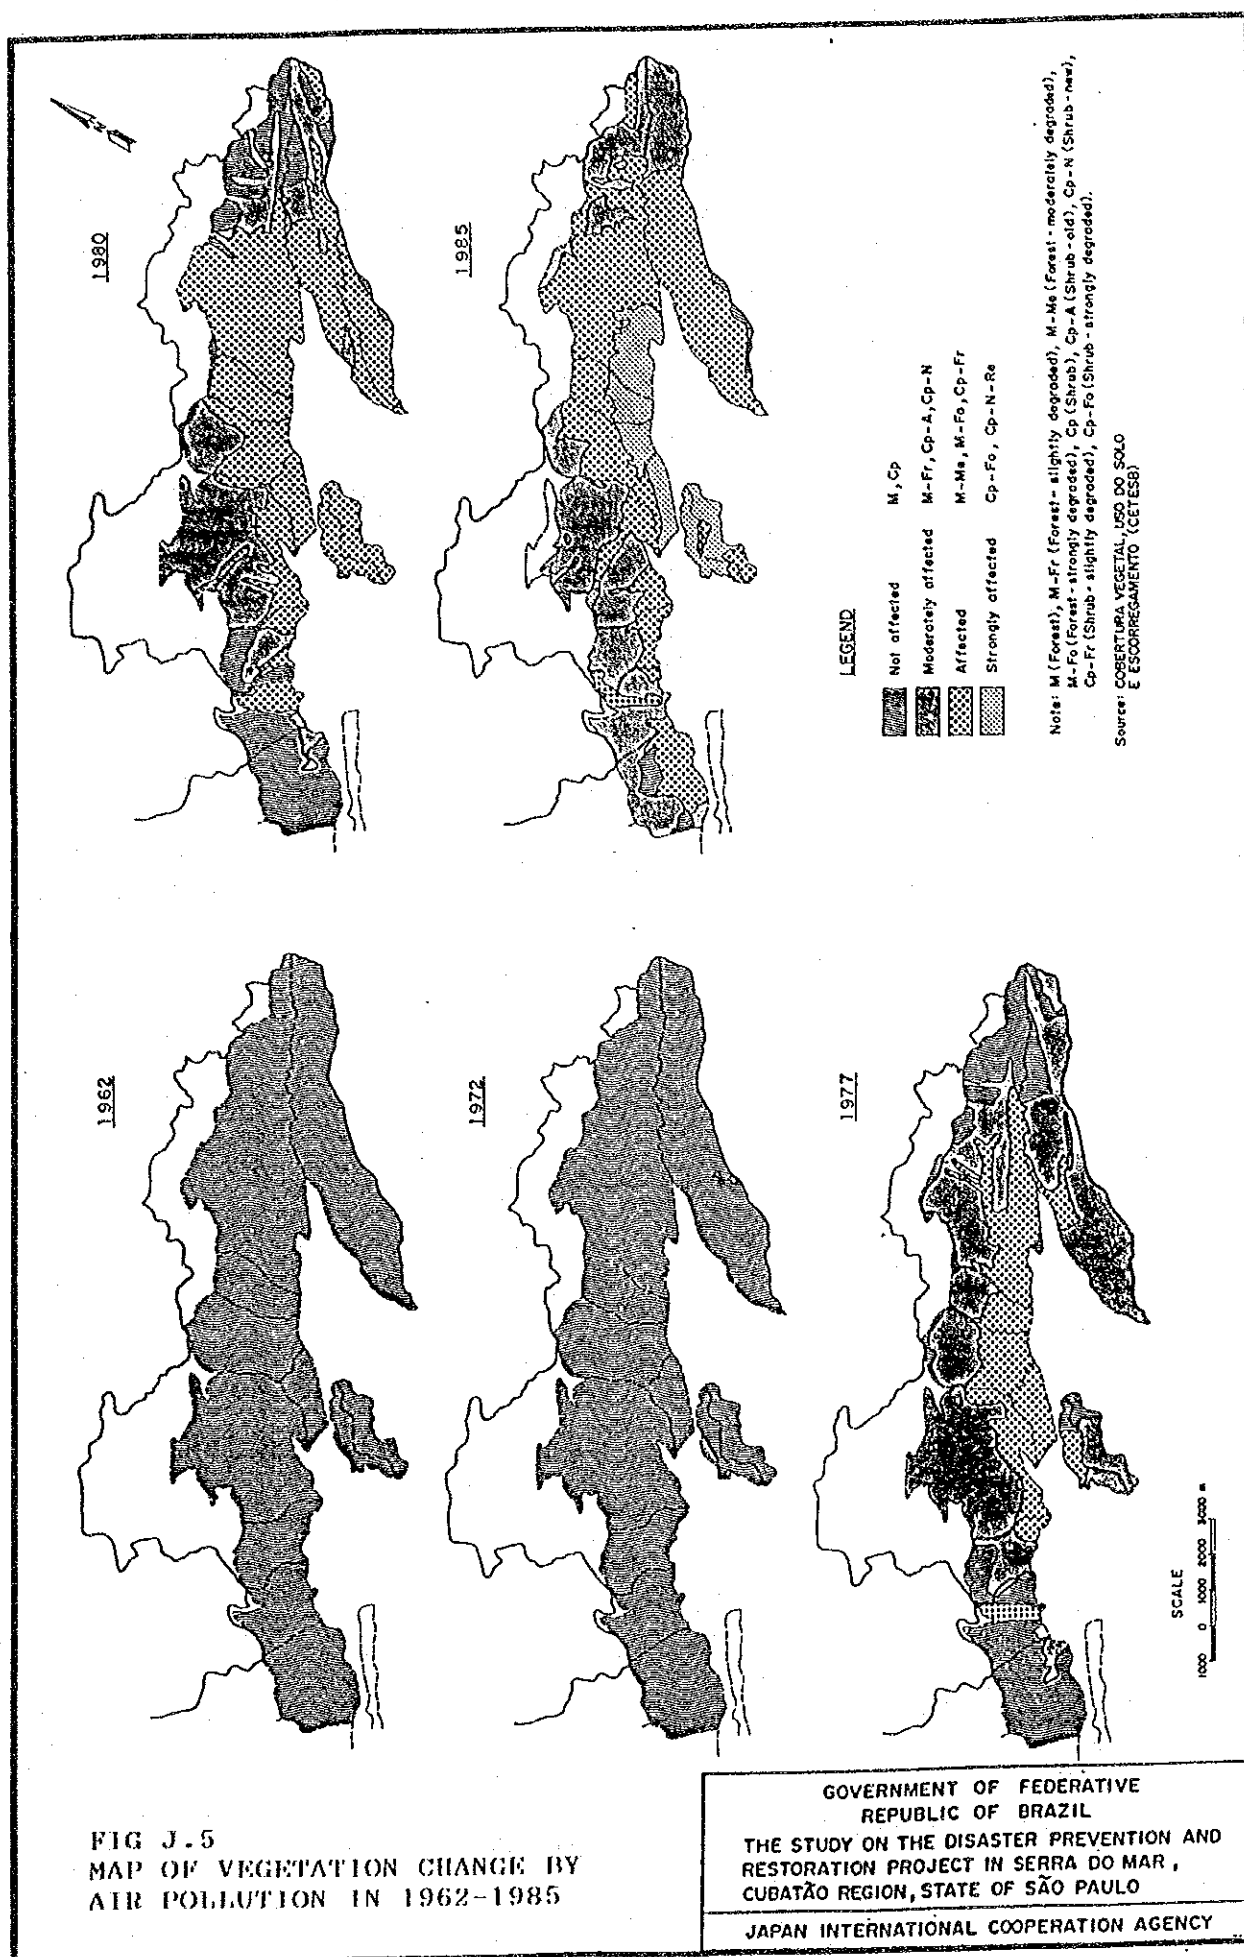 1962
1972
1977
1980
1985
LEGEND
Not affected M, Cp
Moderately affected M-Fr, Cp-A, Cp-N
Affected M-Me, M-Fo, Cp-Fr
Strongly affected Cp-Fo, Cp-N-Re
Note: M (Forest), M-Fr (Forest - slightly degraded), M-Me (Forest - moderately degraded),
M-Fo (Forest - strongly degraded), Cp (Shrub), Cp-A (Shrub - old), Cp-N (Shrub - new),
Cp-Fr (Shrub - slightly degraded), Cp-Fo (Shrub - strongly degraded).
Source: COBERTURA VEGETAL, USO DO SOLO
E ESCORREGAMENTO (CETESB)
SCALE
1000 0 1000 2000 3000 m
FIG J.5
MAP OF VEGETATION CHANGE BY
AIR POLLUTION IN 1962-1985
GOVERNMENT OF FEDERATIVE
REPUBLIC OF BRAZIL
THE STUDY ON THE DISASTER PREVENTION AND
RESTORATION PROJECT IN SERRA DO MAR,
CUBATÃO REGION, STATE OF SÃO PAULO
JAPAN INTERNATIONAL COOPERATION AGENCY